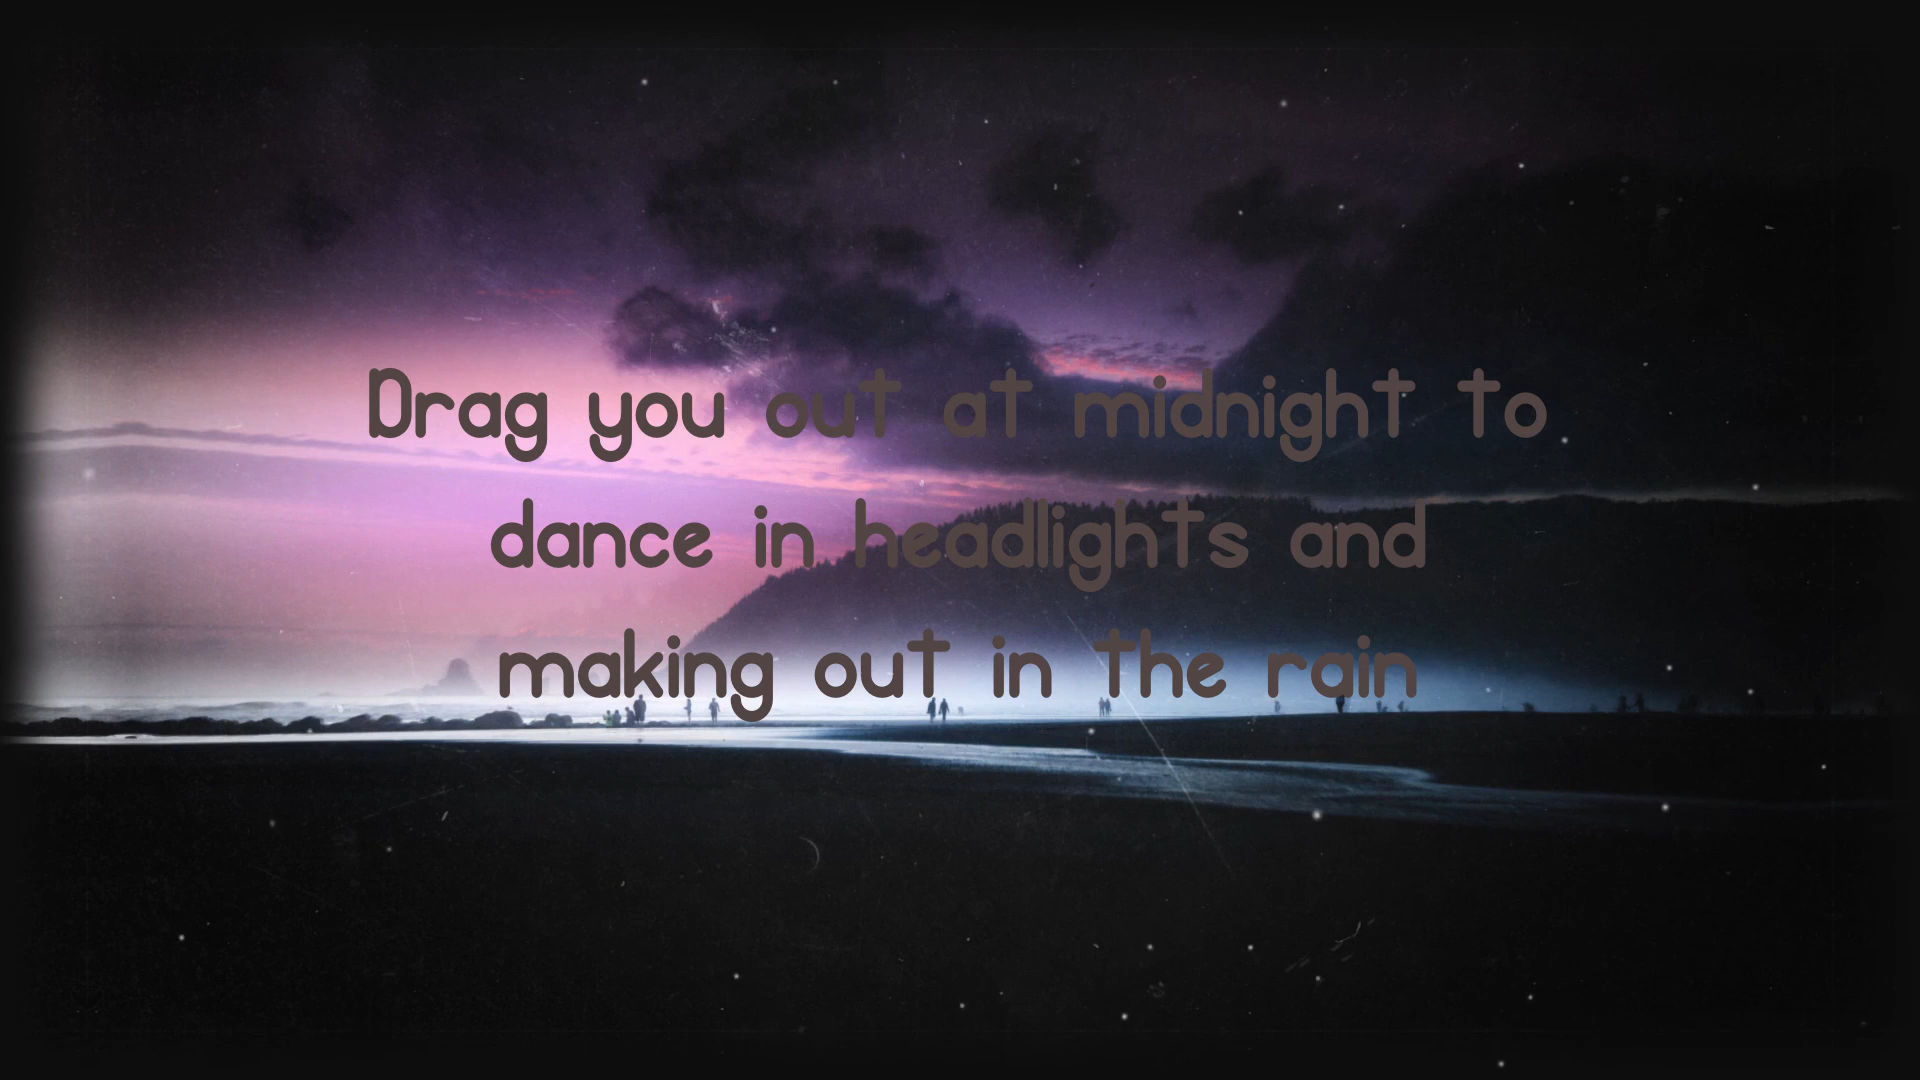 Drag you out at midnight to
dance in headlights and
making out in the rain